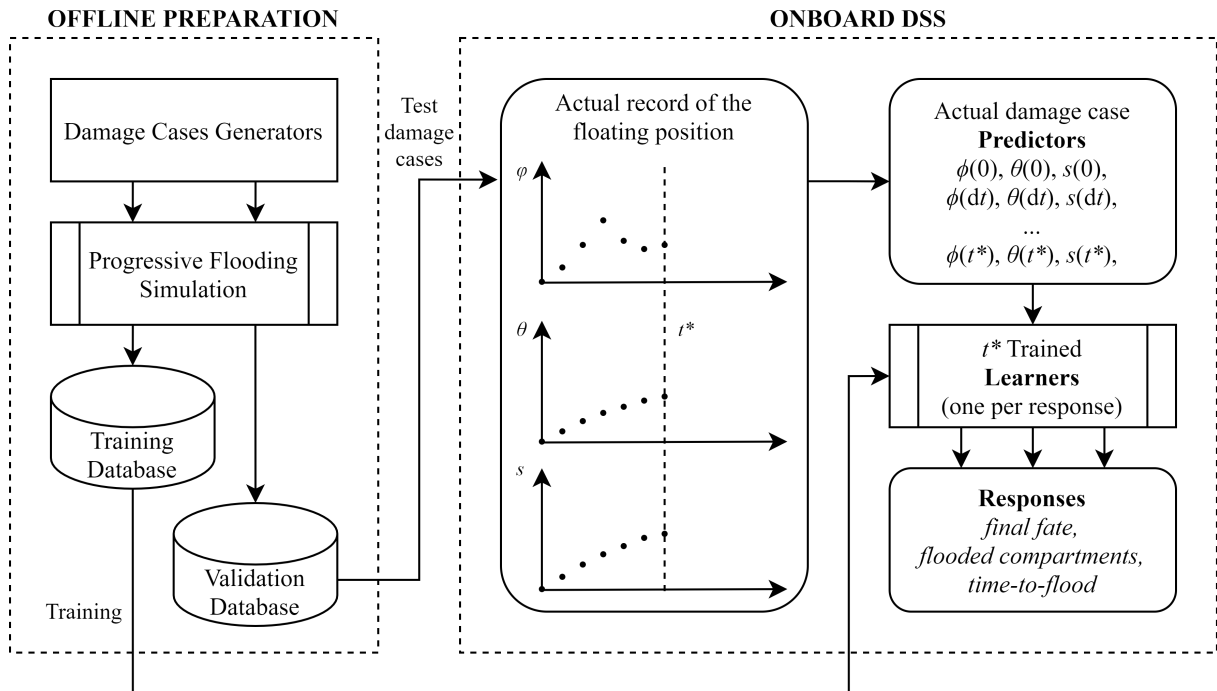 OFFLINE PREPARATION
Damage Cases Generators
Progressive Flooding
Simulation
Training
Database
Validation
Database
Training
Test
damage
cases
ONBOARD DSS
Actual record of the
floating position
φ
θ
t*
s
Actual damage case
Predictors
ϕ(0), θ(0), s(0),
ϕ(dt), θ(dt), s(dt),
...
ϕ(t*), θ(t*), s(t*),
t* Trained
Learners
(one per response)
Responses
final fate,
flooded compartments,
time-to-flood